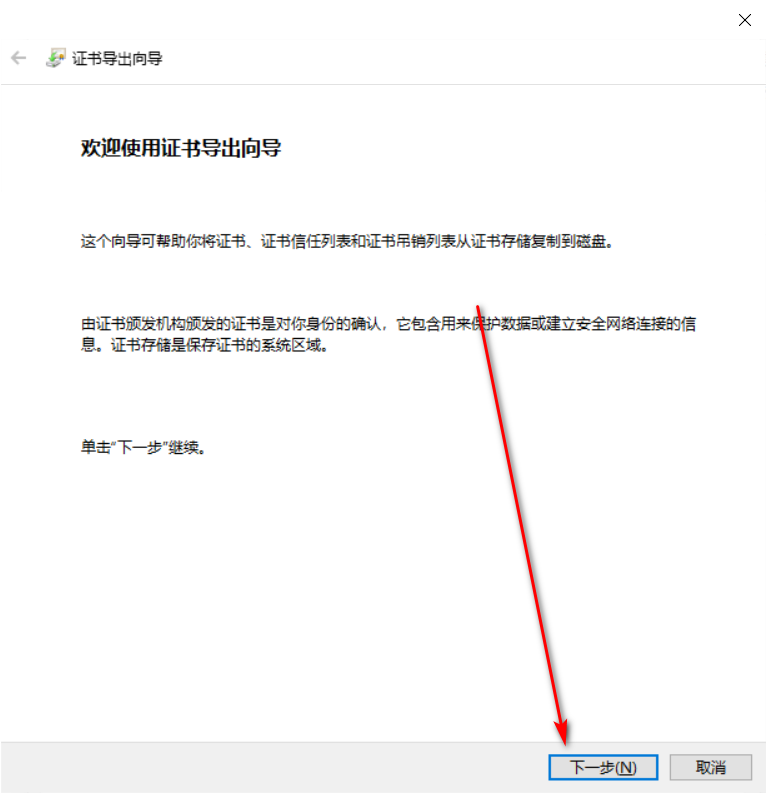 证书导出向导
欢迎使用证书导出向导
这个向导可帮助你将证书、证书信任列表和证书吊销列表从证书存储复制到磁盘。
由证书颁发机构颁发的证书是对你身份的确认，它包含用来保护数据或建立安全网络连接的信
息。证书存储是保存证书的系统区域。
单击“下一步”继续。
下一步(N) 取消